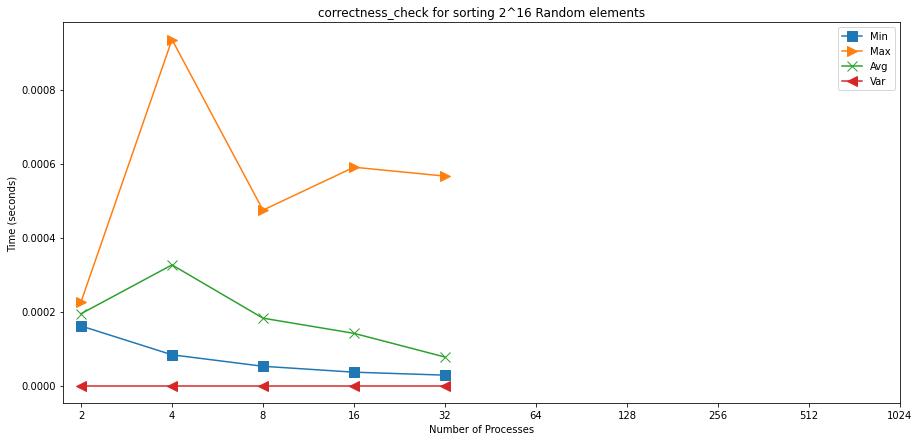 correctness_check for sorting 2^16 Random elements
Min
Max
Avg
Var
Time (seconds)
0.0008
0.0006
0.0004
0.0002
0.0000
2 4 8 16 32 64 128 256 512 1024
Number of Processes